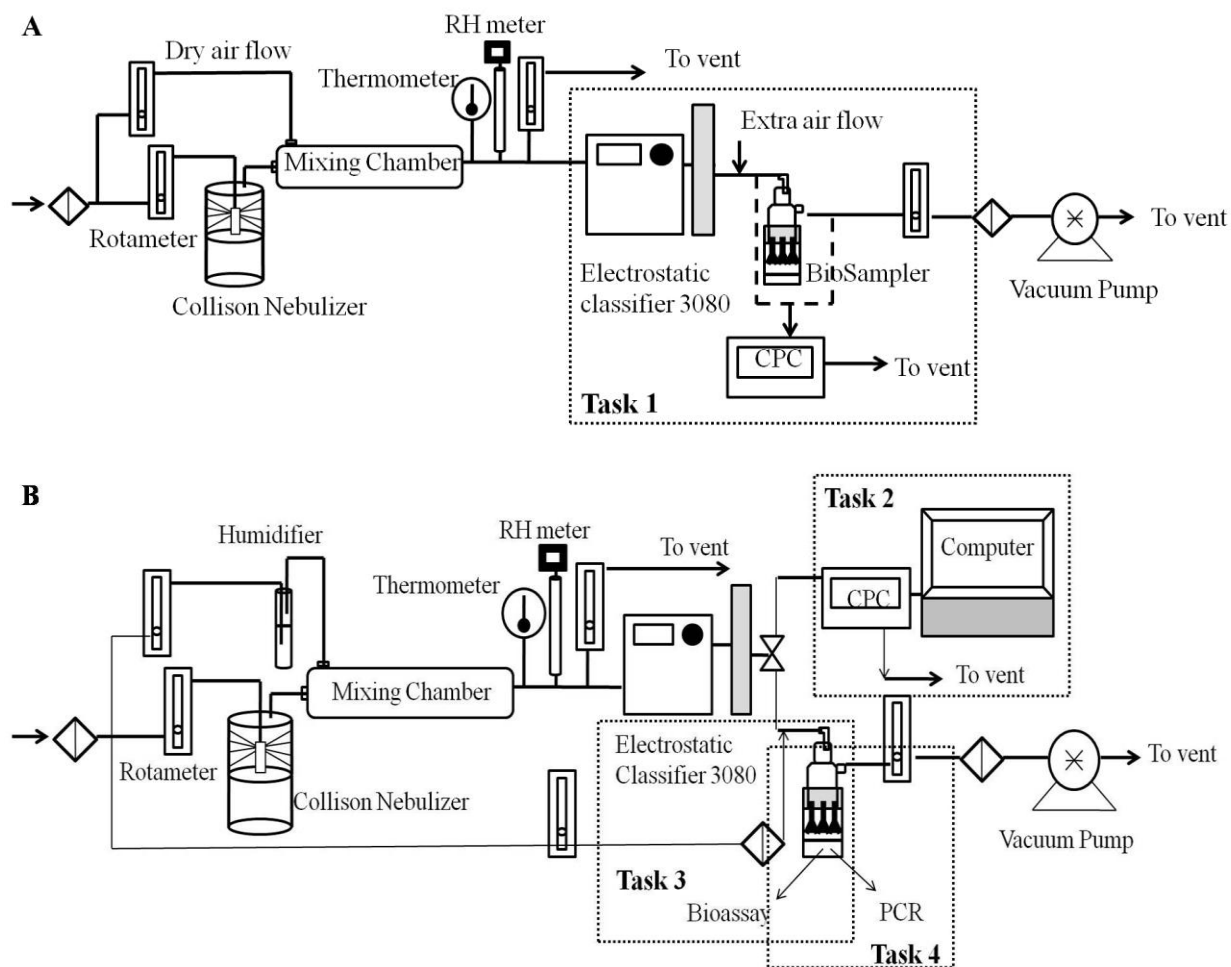 A
Dry air flow
RH meter
Thermometer
To vent
Extra air flow
Mixing Chamber
Rotameter
Collison Nebulizer
Electrostatic
classifier 3080
BioSampler
To vent
Vacuum Pump
CPC
To vent
Task 1
B
Task 2
Humidifier
RH meter
To vent
Thermometer
Computer
CPC
Mixing Chamber
To vent
Rotameter
Collison Nebulizer
Electrostatic
Classifier 3080
To vent
Vacuum Pump
Task 3
Bioassay
PCR
Task 4